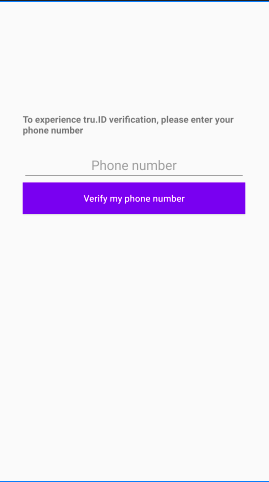 To experience tru.ID verification, please enter your
phone number
Phone number
Verify my phone number